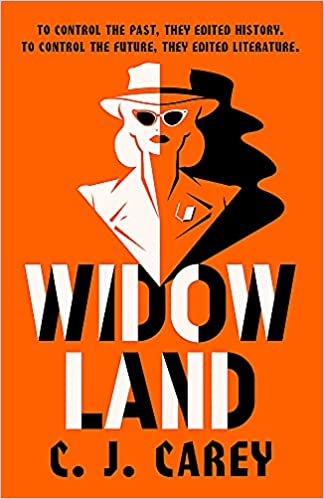 TO CONTROL THE PAST, THEY EDITED HISTORY.
TO CONTROL THE FUTURE, THEY EDITED LITERATURE.
WIDOW
LAND
C. J. CAREY